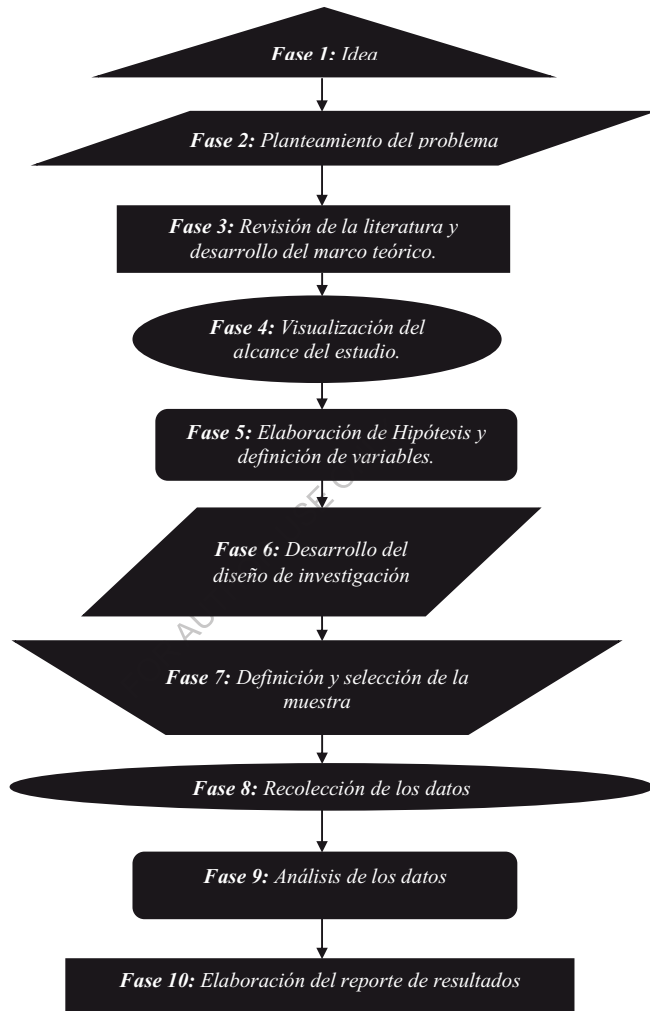 Fase 1: Idea
Fase 2: Planteamiento del problema
Fase 3: Revisión de la literatura y
desarrollo del marco teórico.
Fase 4: Visualización del
alcance del estudio.
Fase 5: Elaboración de Hipótesis y
definición de variables.
Fase 6: Desarrollo del
diseño de investigación
Fase 7: Definición y selección de la
muestra
Fase 8: Recolección de los datos
Fase 9: Análisis de los datos
Fase 10: Elaboración del reporte de resultados